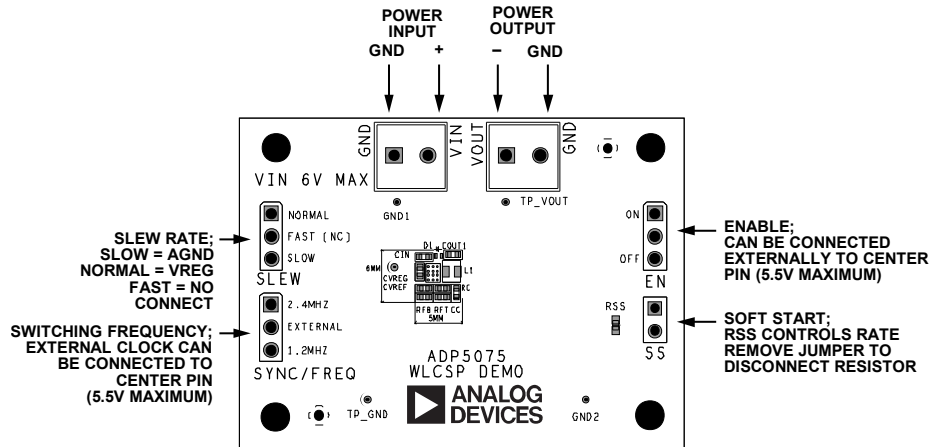 POWER
INPUT
POWER
OUTPUT
GND +
− GND
GND
VIN
VOUT
GND
VIN 6V MAX
GND1
TP_VOUT
NORMAL
FAST (NC)
SLOW
SLEW
SLEW RATE;
SLOW = AGND
NORMAL = VREG
FAST = NO
CONNECT
2.4MHZ
EXTERNAL
1.2MHZ
SYNC/FREQ
SWITCHING FREQUENCY;
EXTERNAL CLOCK CAN
BE CONNECTED TO
CENTER PIN
(5.5V MAXIMUM)
D1 COUT1
CIN
6MM
L1
CVREG
CVREF
RC
RFB RFT CC
5MM
ON
OFF
EN
ENABLE;
CAN BE CONNECTED
EXTERNALLY TO CENTER
PIN (5.5V MAXIMUM)
RSS
SS
SOFT START;
RSS CONTROLS RATE
REMOVE JUMPER TO
DISCONNECT RESISTOR
ADP5075
WLCSP DEMO
ANALOG
DEVICES
TP_GND
GND2